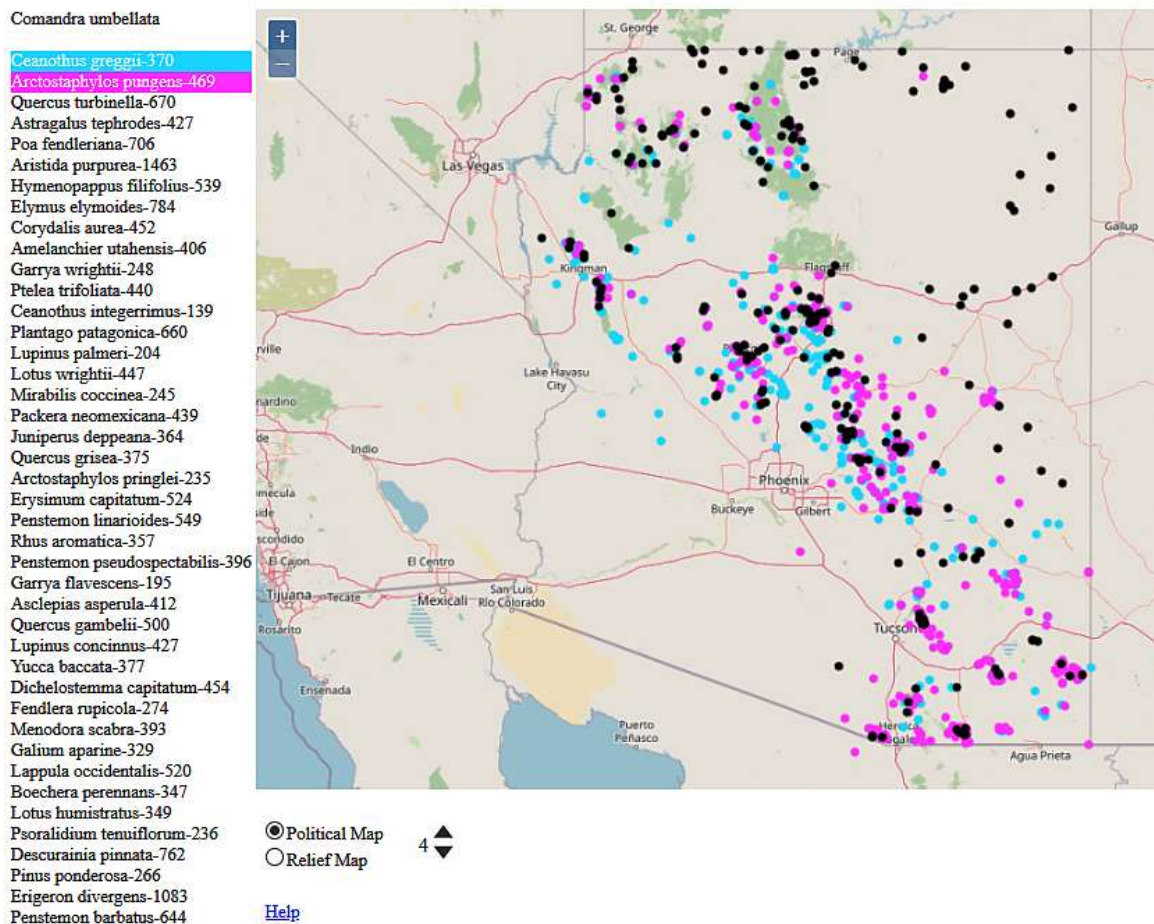 Comandra umbellata
Ceanothus greggii-370
Arctostaphylos pungens-469
Quercus turbinella-670
Astragalus tephrodes-427
Poa fendleriana-706
Aristida purpurea-1463
Hymenopappus filifolius-539
Elymus elymoides-784
Corydalis aurea-452
Amelanchier utahensis-406
Garrya wrightii-248
Ptelea trifoliata-440
Ceanothus integerrimus-139
Plantago patagonica-660
Lupinus palmeri-204
Lotus wrightii-447
Mirabilis coccinea-245
Packera neomexicana-439
Juniperus deppeana-364
Quercus grisea-375
Arctostaphylos pringlei-235
Erysimum capitatum-524
Penstemon linarioides-549
Rhus aromatica-357
Penstemon pseudospectabilis-396
Garrya flavescens-195
Asclepias asperula-412
Quercus gambelii-500
Lupinus concinnus-427
Yucca baccata-377
Dichelostemma capitatum-454
Fendlera rupicola-274
Menodora scabra-393
Galium aparine-329
Lappula occidentalis-520
Boechera perennans-347
Lotus humistratus-349
Psoralidium tenuiflorum-236
Descurainia pinnata-762
Pinus ponderosa-266
Erigeron divergens-1083
Penstemon barbatus-644
+
−
St. George
Page
Las Vegas
Gallup
Kingman
Flagstaff
rville
Lake Havasu
City
nardino
Indio
Phoenix
Buckeye
Gilbert
mecula
side
scondido
El Cajon
El Centro
Tijuana
Tecate
Mexicali
San Luis
Río Colorado
Rosarito
Tucson
Ensenada
Puerto
Peñasco
Agua Prieta
Political Map
Relief Map
4
Help